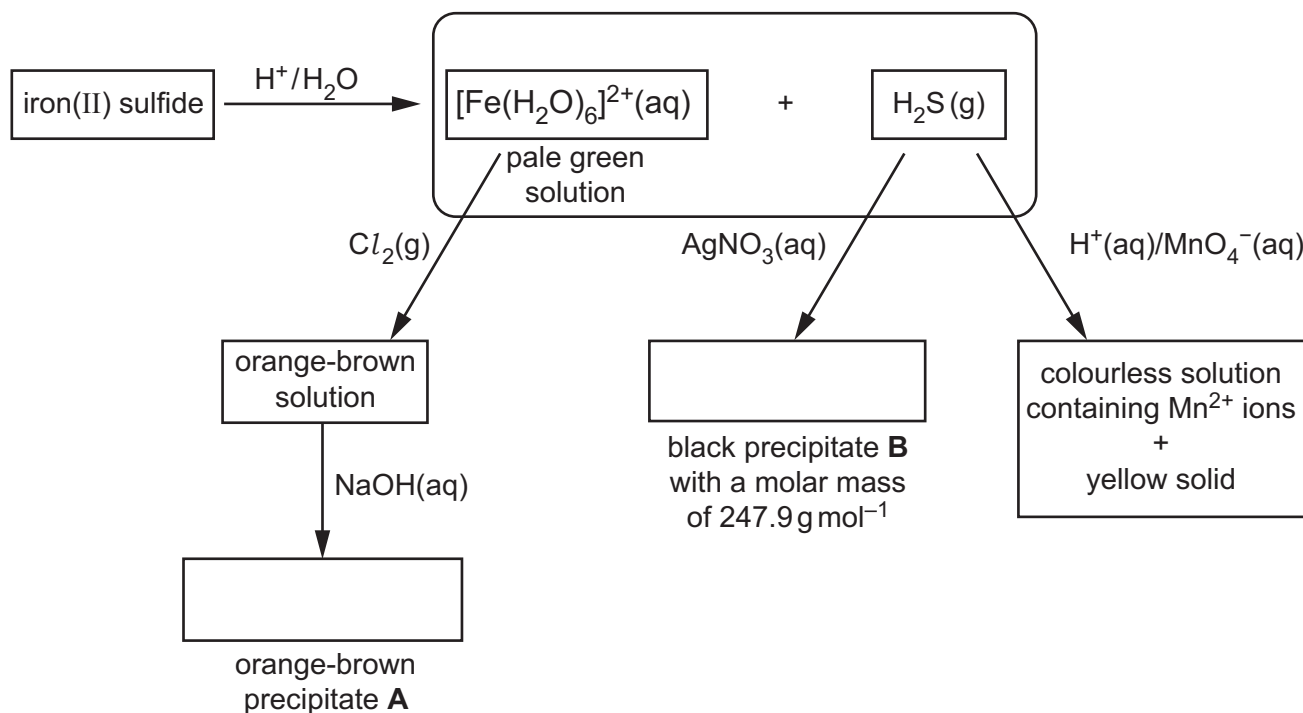 iron(II) sulfide
H⁺/H₂O
[Fe(H₂O)₆]²⁺(aq)
+
H₂S(g)
pale green
solution
Cl₂(g)
AgNO₃(aq)
H⁺(aq)/MnO₄⁻(aq)
orange-brown
solution
colourless solution
containing Mn²⁺ ions
+
yellow solid
black precipitate B
with a molar mass
of 247.9 g mol⁻¹
NaOH(aq)
orange-brown
precipitate A